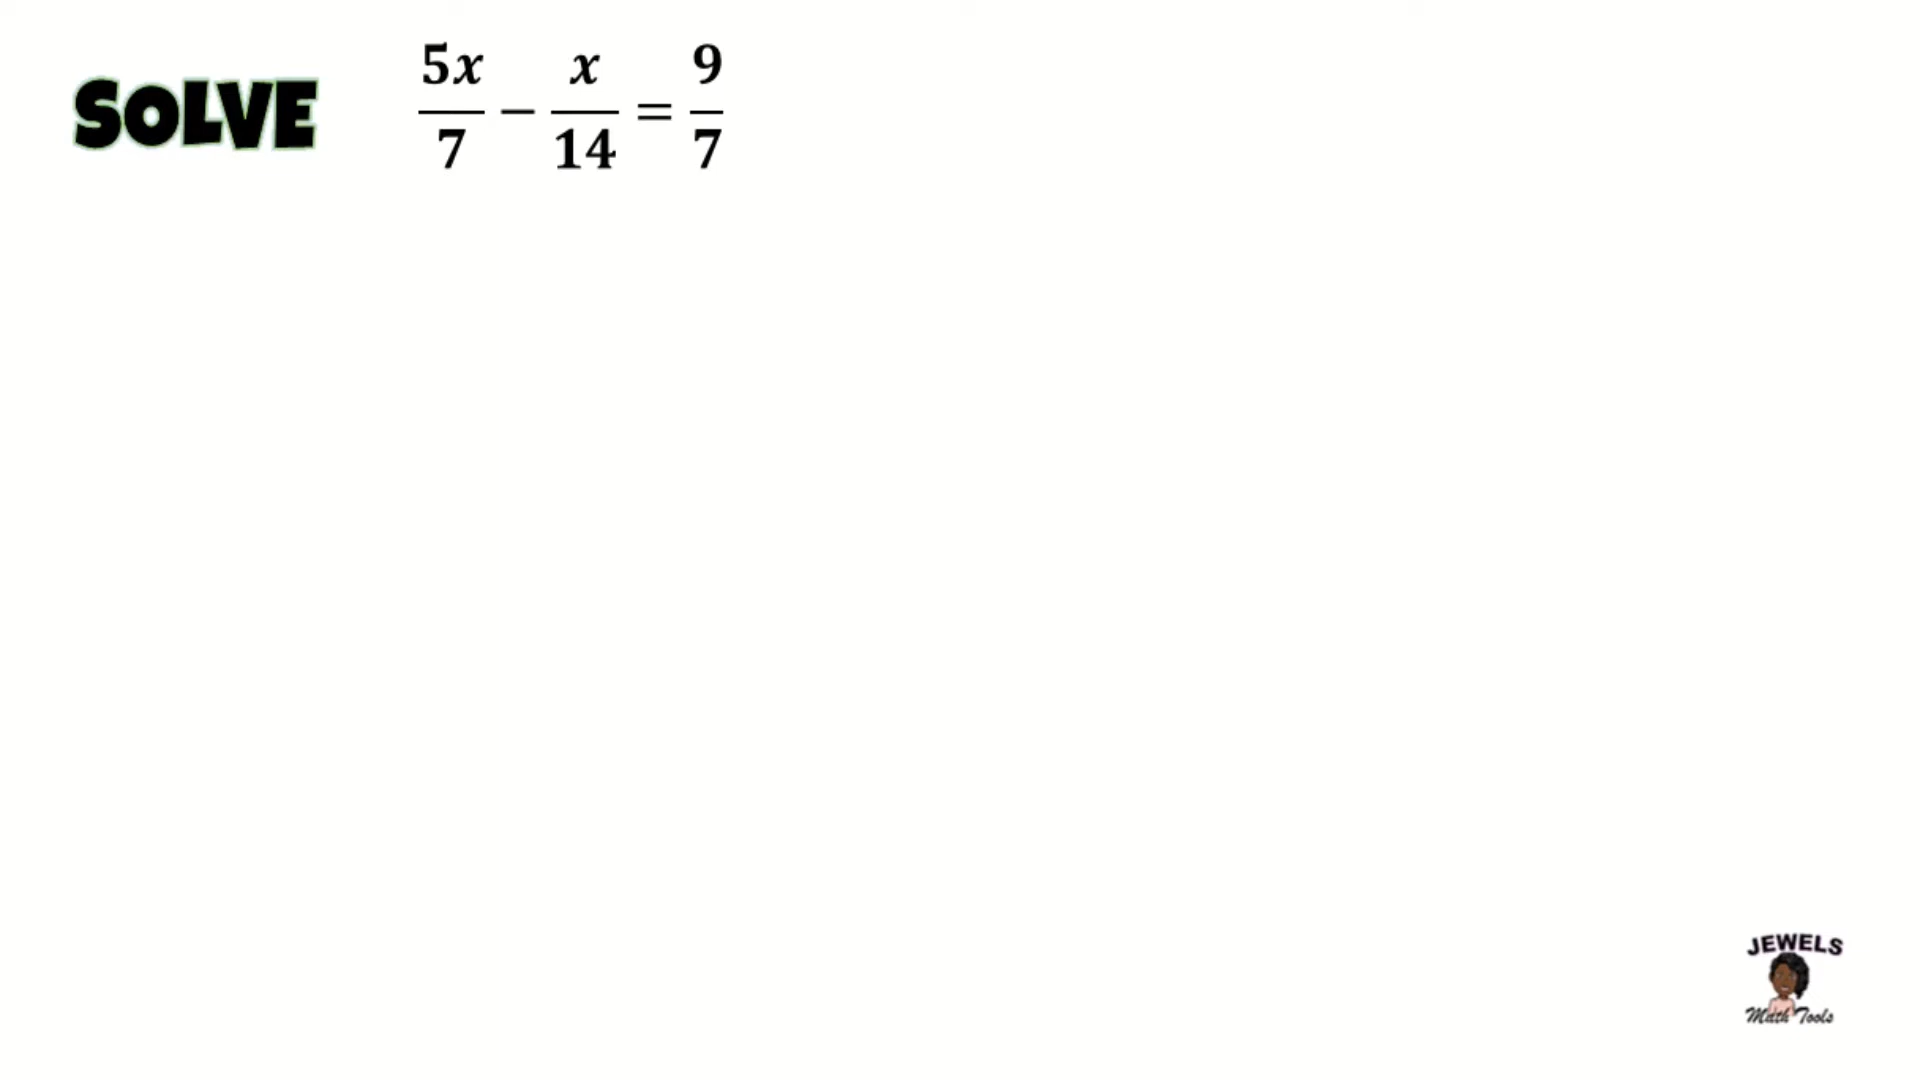 SOLVE 5x/7 − x/14 = 9/7
JEWELS
Math Tools